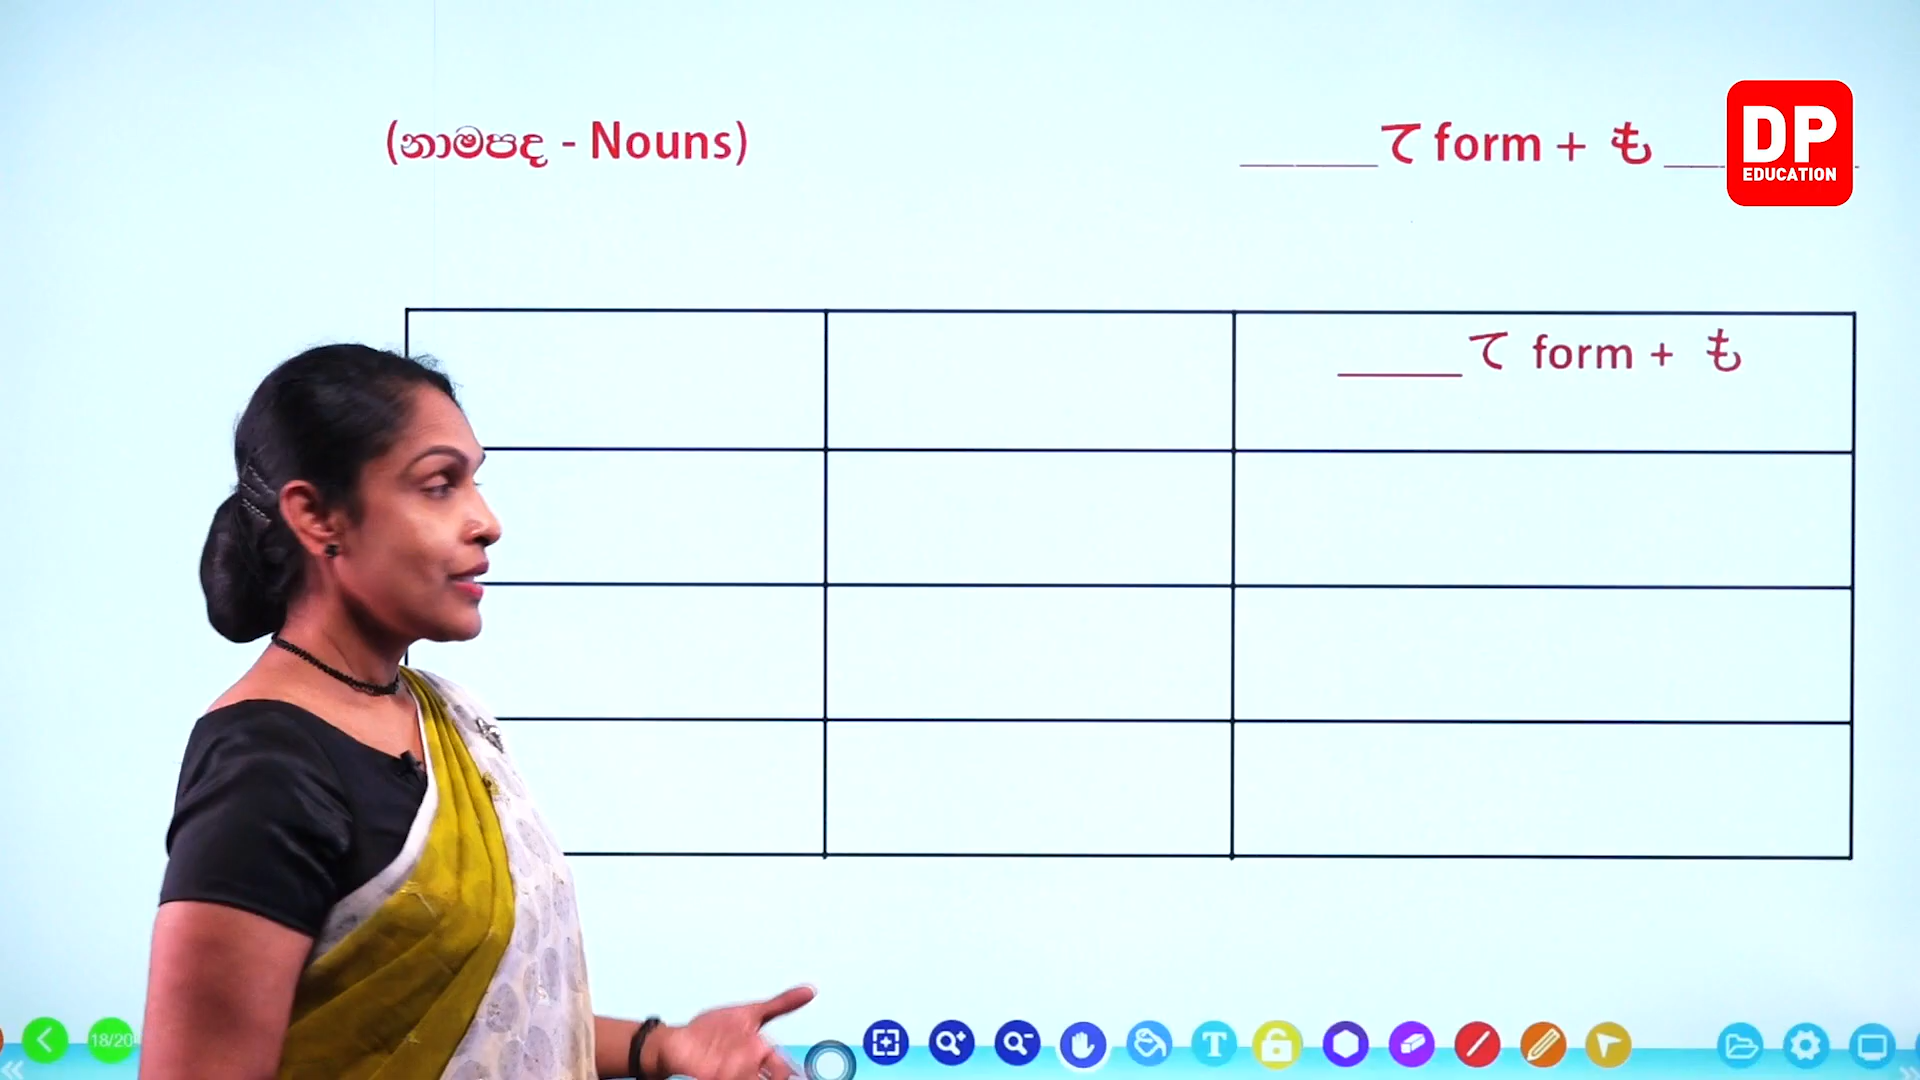 (නාමපද - Nouns)
_____て form + も _____
DP
EDUCATION
_____て form + も
18/20
T